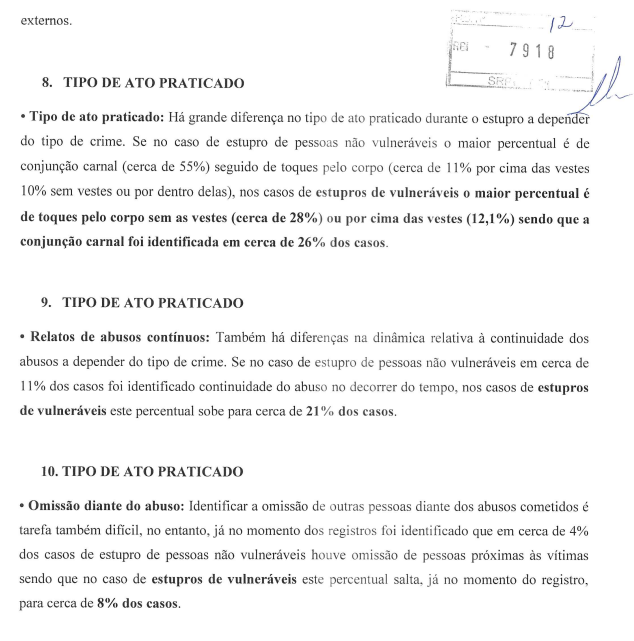 externos.
12
- 7918
8. TIPO DE ATO PRATICADO
• Tipo de ato praticado: Há grande diferença no tipo de ato praticado durante o estupro a depender
do tipo de crime. Se no caso de estupro de pessoas não vulneráveis o maior percentual é de
conjunção carnal (cerca de 55%) seguido de toques pelo corpo (cerca de 11% por cima das vestes
10% sem vestes ou por dentro delas), nos casos de estupros de vulneráveis o maior percentual é
de toques pelo corpo sem as vestes (cerca de 28%) ou por cima das vestes (12,1%) sendo que a
conjunção carnal foi identificada em cerca de 26% dos casos.
9. TIPO DE ATO PRATICADO
• Relatos de abusos contínuos: Também há diferenças na dinâmica relativa à continuidade dos
abusos a depender do tipo de crime. Se no caso de estupro de pessoas não vulneráveis em cerca de
11% dos casos foi identificado continuidade do abuso no decorrer do tempo, nos casos de estupros
de vulneráveis este percentual sobe para cerca de 21% dos casos.
10. TIPO DE ATO PRATICADO
• Omissão diante do abuso: Identificar a omissão de outras pessoas diante dos abusos cometidos é
tarefa também difícil, no entanto, já no momento dos registros foi identificado que em cerca de 4%
dos casos de estupro de pessoas não vulneráveis houve omissão de pessoas próximas às vítimas
sendo que no caso de estupros de vulneráveis este percentual salta, já no momento do registro,
para cerca de 8% dos casos.